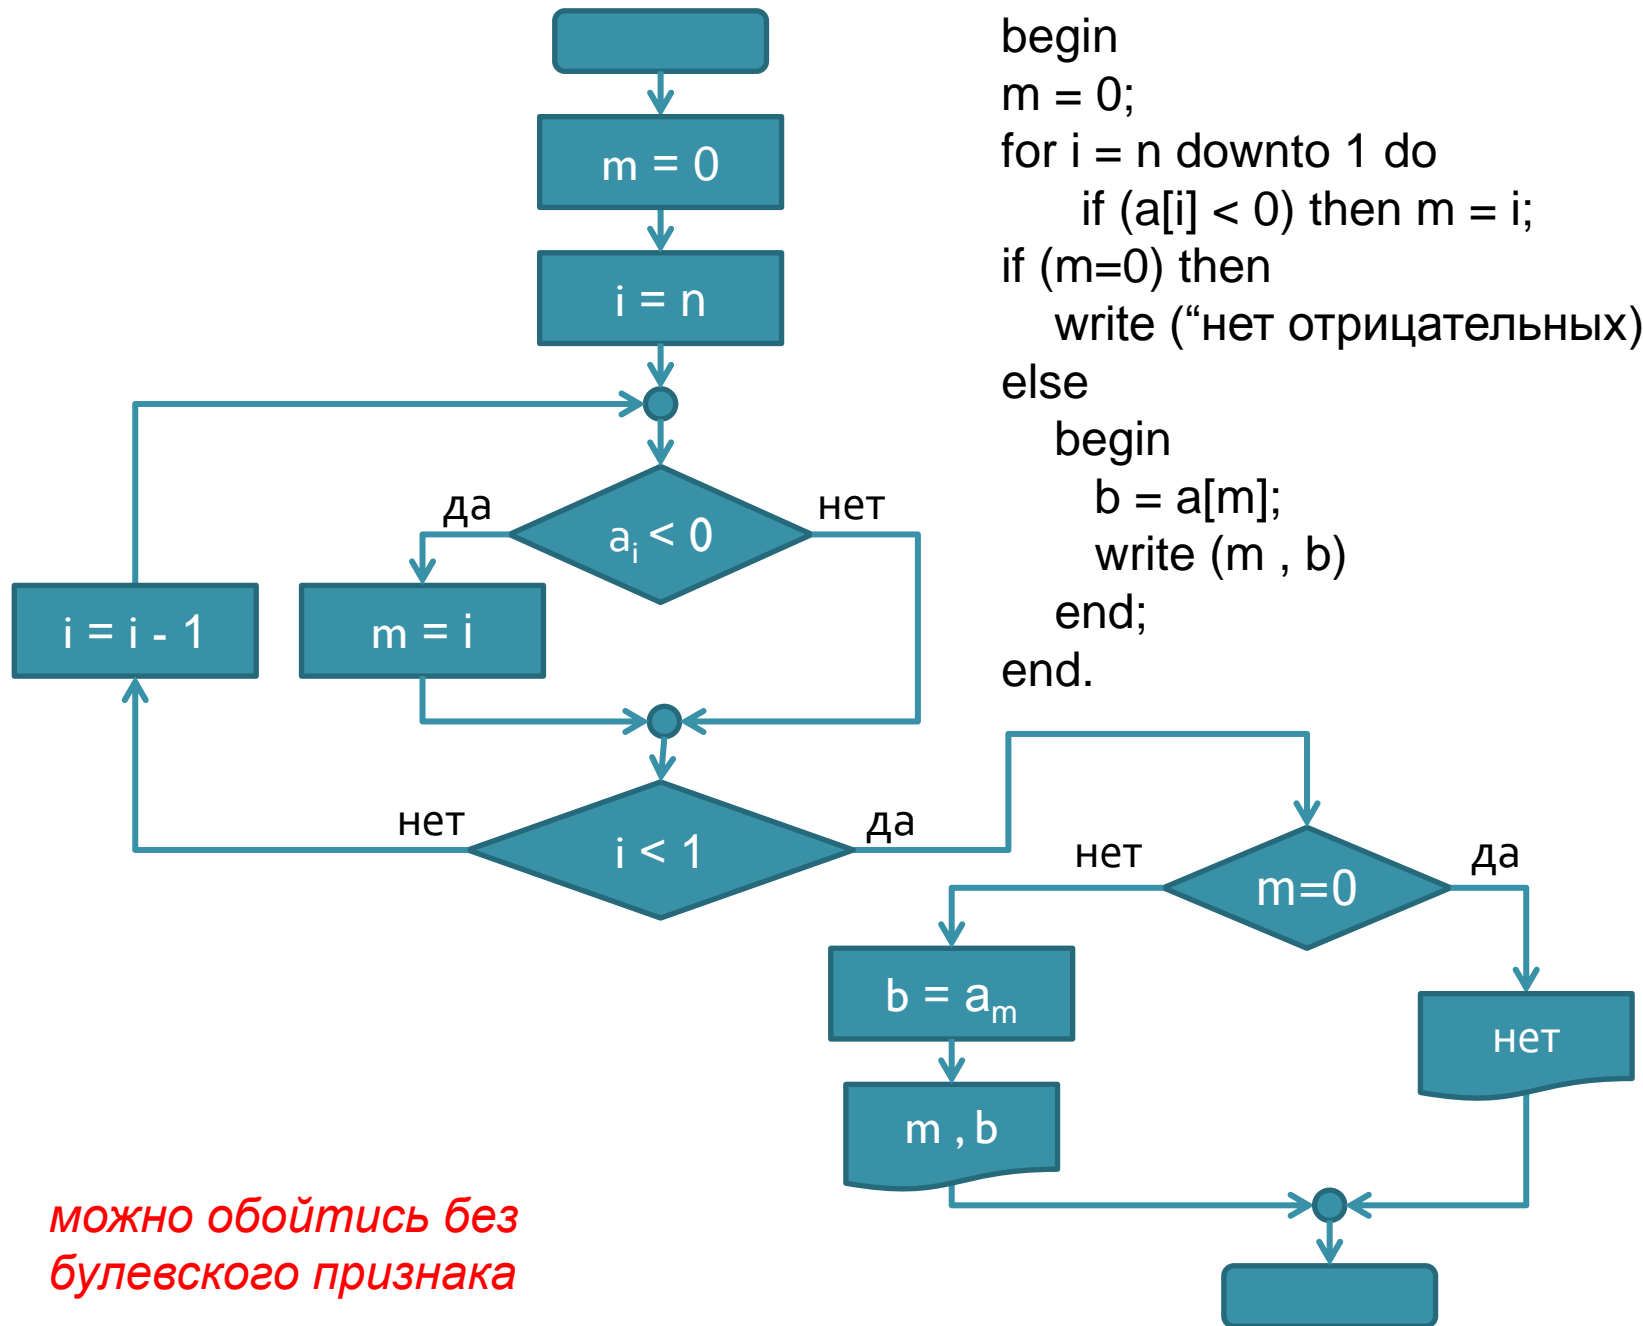 begin
m = 0;
for i = n downto 1 do
if (a[i] < 0) then m = i;
if (m=0) then
write (“нет отрицательных)
else
begin
b = a[m];
write (m , b)
end;
end.
m = 0
i = n
да
нет
aᵢ < 0
i = i - 1
m = i
нет
да
i < 1
нет
да
m=0
b = aₘ
нет
m , b
можно обойтись без
булевского признака